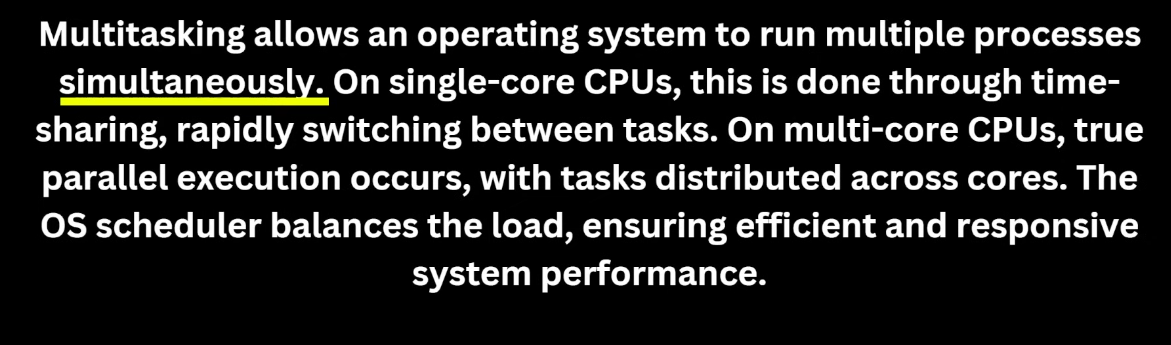 Multitasking allows an operating system to run multiple processes
simultaneously. On single-core CPUs, this is done through time-
sharing, rapidly switching between tasks. On multi-core CPUs, true
parallel execution occurs, with tasks distributed across cores. The
OS scheduler balances the load, ensuring efficient and responsive
system performance.